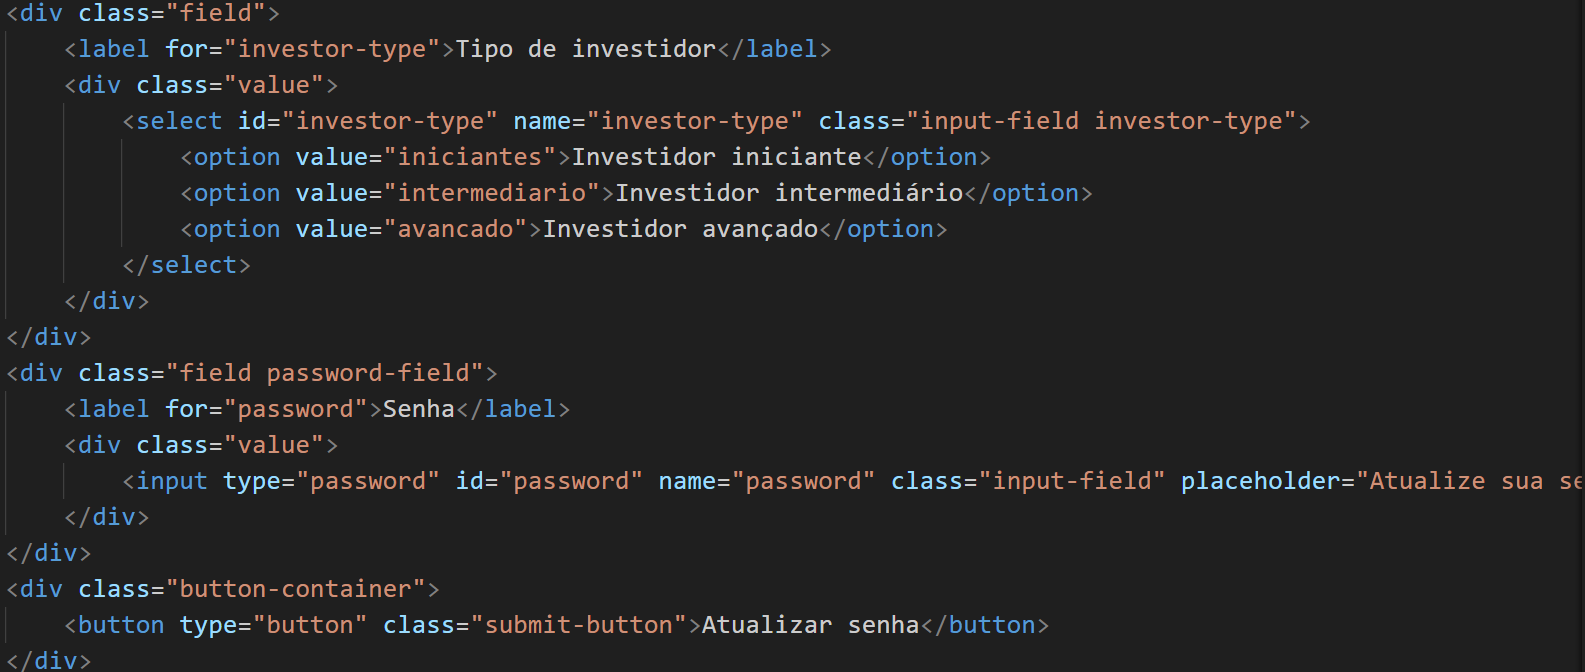 <div class="field">
<label for="investor-type">Tipo de investidor</label>
<div class="value">
<select id="investor-type" name="investor-type" class="input-field investor-type">
<option value="iniciantes">Investidor iniciante</option>
<option value="intermediario">Investidor intermediário</option>
<option value="avancado">Investidor avançado</option>
</select>
</div>
</div>
<div class="field password-field">
<label for="password">Senha</label>
<div class="value">
<input type="password" id="password" name="password" class="input-field" placeholder="Atualize sua se
</div>
</div>
<div class="button-container">
<button type="button" class="submit-button">Atualizar senha</button>
</div>